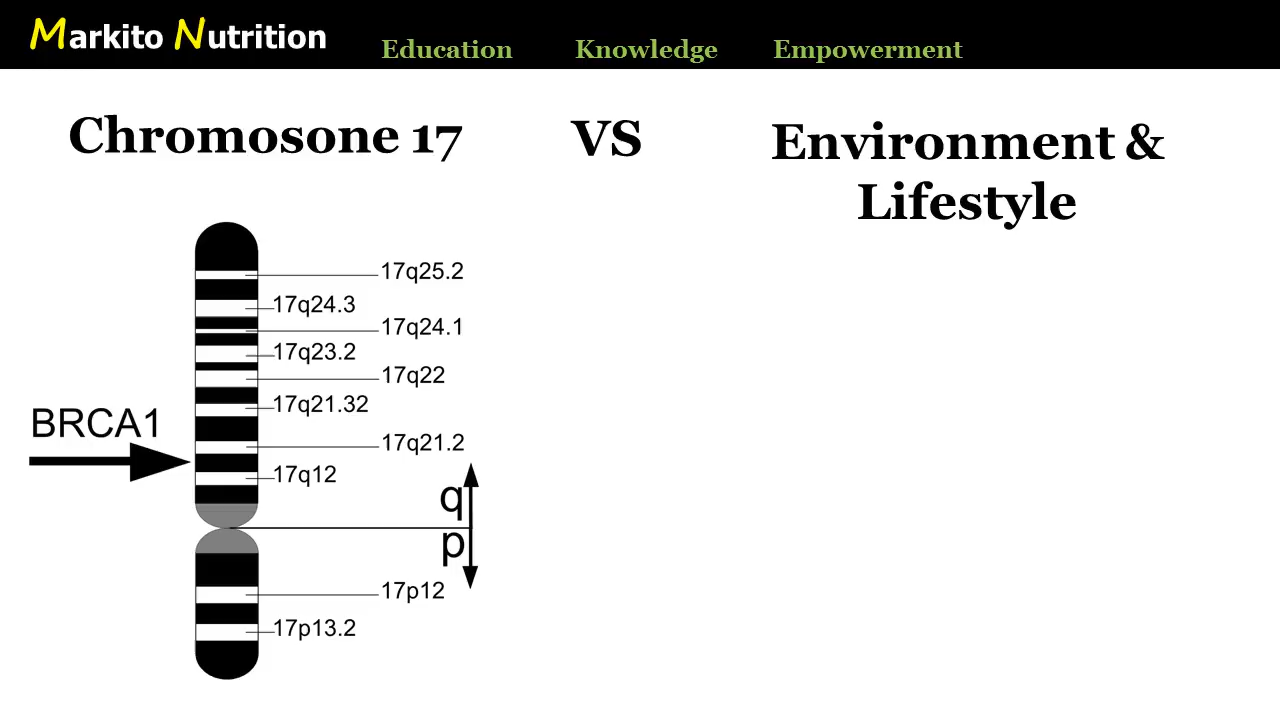 Markito Nutrition
Education Knowledge Empowerment
Chromosone 17
VS
Environment &
Lifestyle
17q25.2
17q24.3
17q24.1
17q23.2
17q22
17q21.32
BRCA1
17q21.2
17q12
q
p
17p12
17p13.2